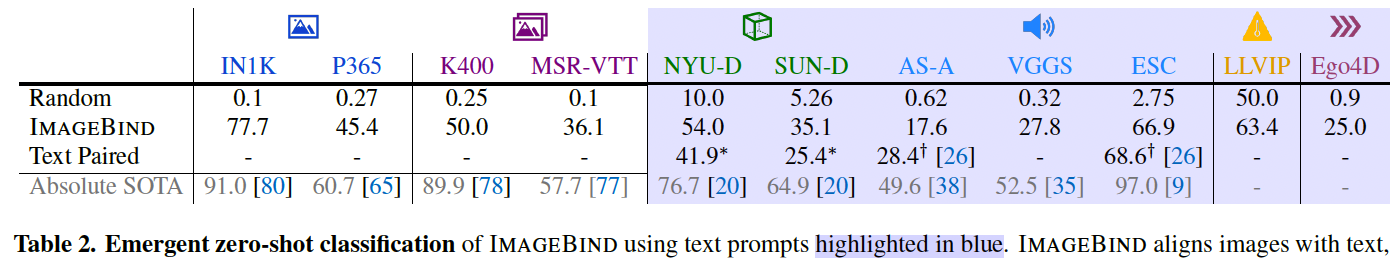 IN1K P365 K400 MSR-VTT NYU-D SUN-D AS-A VGGS ESC LLVIP Ego4D
Random 0.1 0.27 0.25 0.1 10.0 5.26 0.62 0.32 2.75 50.0 0.9
IMAGEBIND 77.7 45.4 50.0 36.1 54.0 35.1 17.6 27.8 66.9 63.4 25.0
Text Paired - - - - 41.9* 25.4* 28.4† [26] - 68.6† [26] - -
Absolute SOTA 91.0 [80] 60.7 [65] 89.9 [78] 57.7 [77] 76.7 [20] 64.9 [20] 49.6 [38] 52.5 [35] 97.0 [9] - -
Table 2. Emergent zero-shot classification of IMAGEBIND using text prompts highlighted in blue. IMAGEBIND aligns images with text,